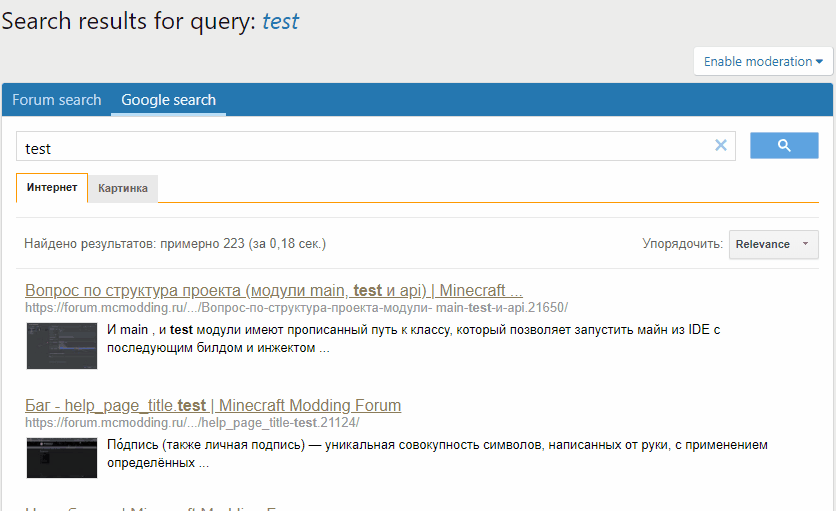 Search results for query: test
Enable moderation
Forum search Google search
test
Интернет Картинка
Найдено результатов: примерно 223 (за 0,18 сек.) Упорядочить: Relevance
Вопрос по структура проекта (модули main, test и api) | Minecraft ...
https://forum.mcmodding.ru/.../Вопрос-по-структура-проекта-модули- main-test-и-api.21650/
И main , и test модули имеют прописанный путь к классу, который позволяет запустить майн из IDE с
последующим билдом и инжектом ...
Баг - help_page_title.test | Minecraft Modding Forum
https://forum.mcmodding.ru/.../help_page_title-test.21124/
По́дпись (также личная подпись) — уникальная совокупность символов, написанных от руки, с применением
определённых ...